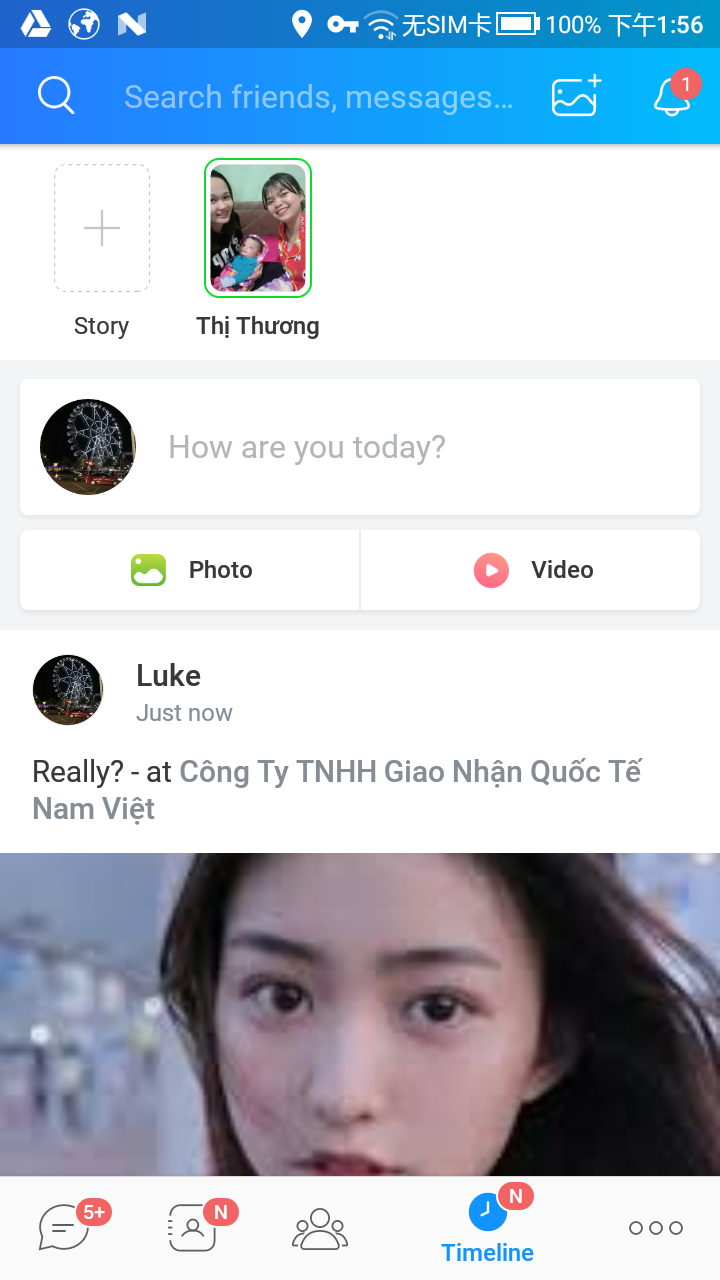 无SIM卡 100% 下午1:56
Search friends, messages...
1
Story
Thị Thương
How are you today?
Photo
Video
Luke
Just now
Really? - at Công Ty TNHH Giao Nhận Quốc Tế
Nam Việt
5+
N
N
Timeline